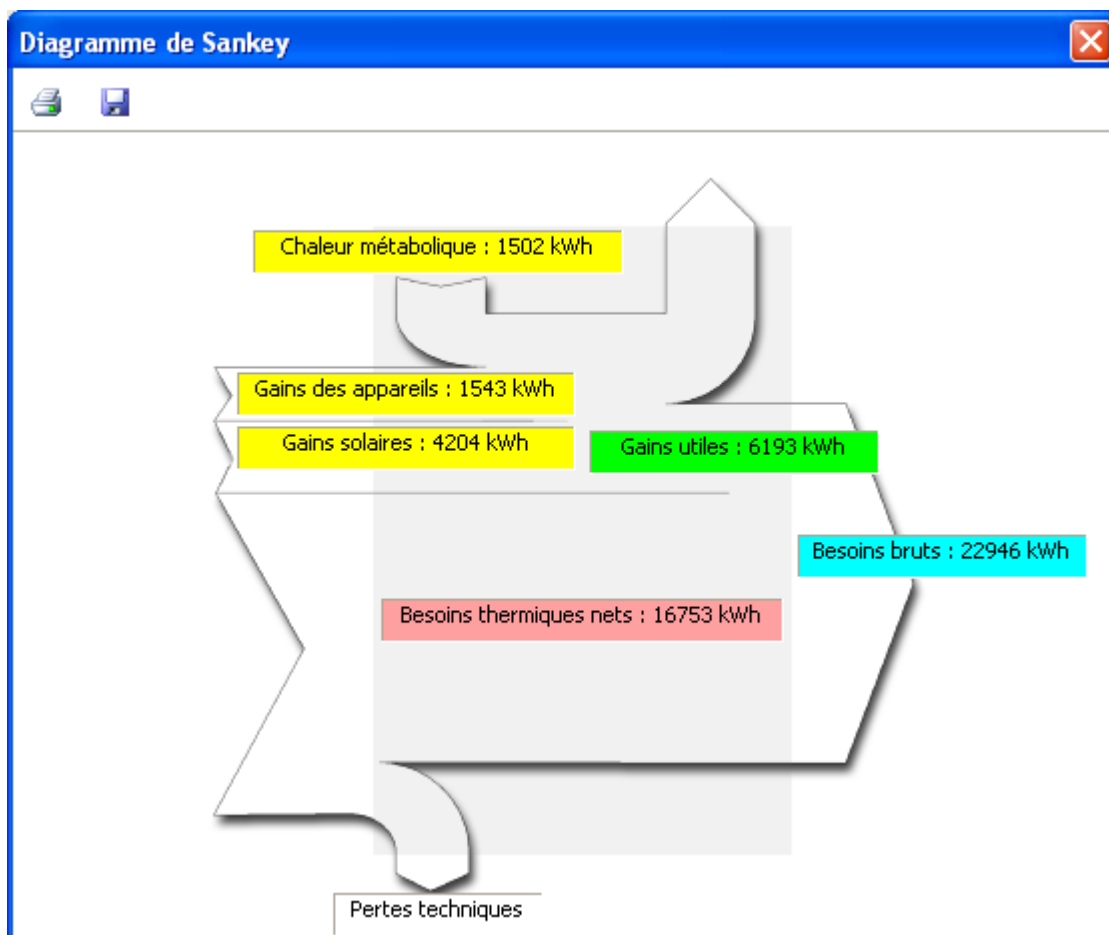 Diagramme de Sankey
Chaleur métabolique : 1502 kWh
Gains des appareils : 1543 kWh
Gains solaires : 4204 kWh
Gains utiles : 6193 kWh
Besoins bruts : 22946 kWh
Besoins thermiques nets : 16753 kWh
Pertes techniques